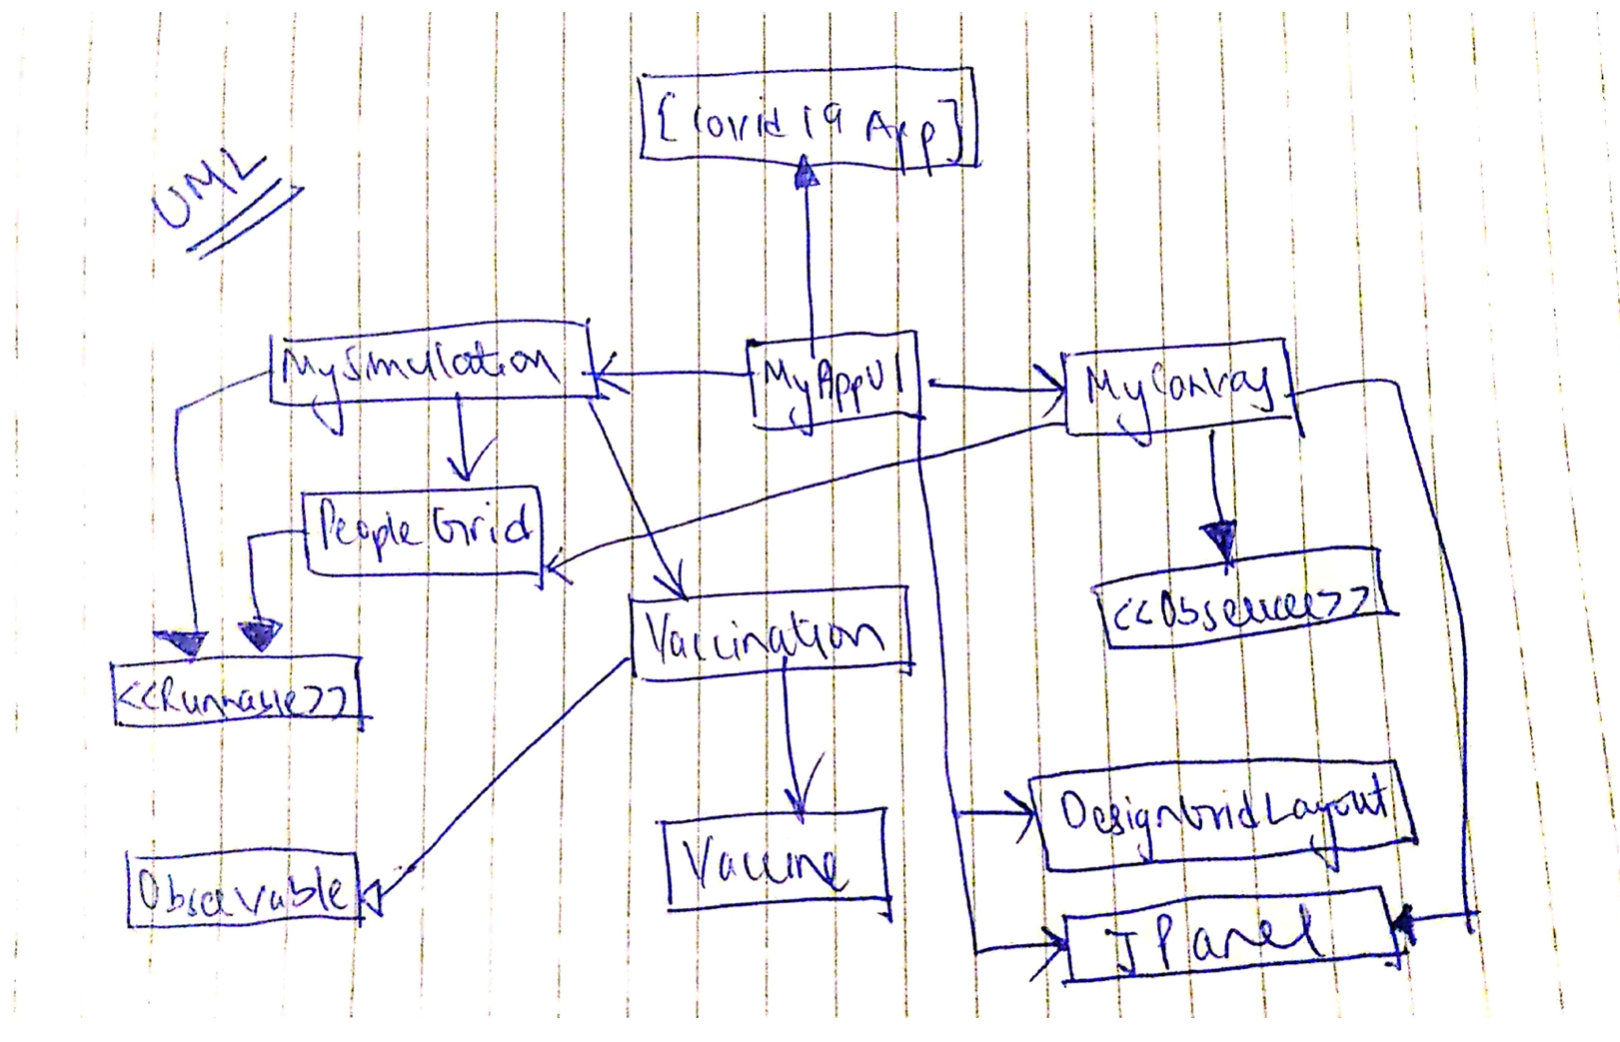 UML
[Covid 19 App]
MySimulation
MyAppUI
MyCanvas
People Grid
Vaccination
<<Observer>>
<<Runnable>>
Observable
Vaccine
DesignGridLayout
JPanel